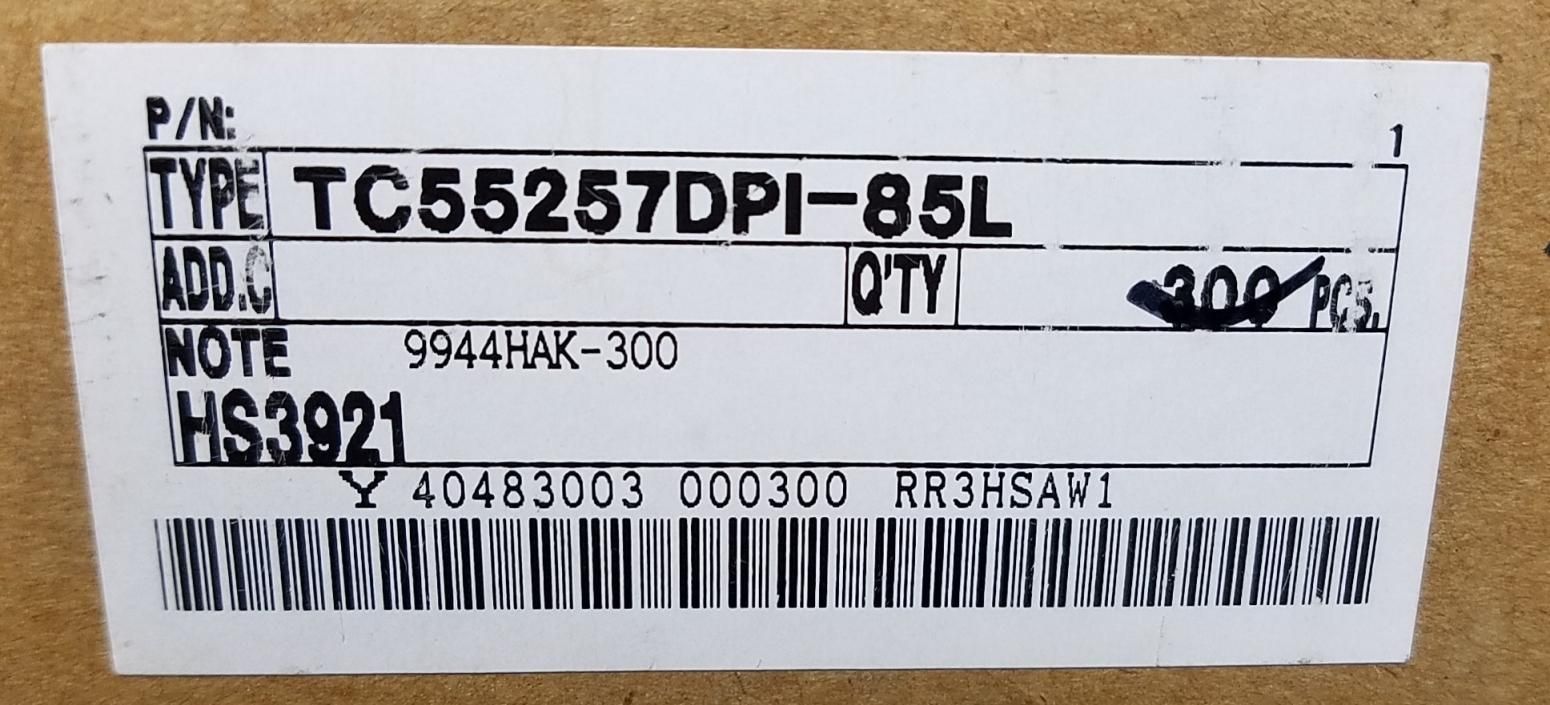 P/N:
1
TYPE TC55257DPI-85L
ADD.C Q'TY 300 PCS.
NOTE 9944HAK-300
HS3921
Y 40483003 000300 RR3HSAW1